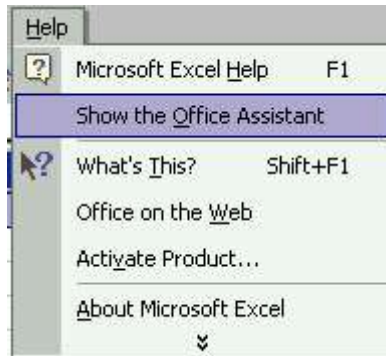 Help
Microsoft Excel Help F1
Show the Office Assistant
What's This? Shift+F1
Office on the Web
Activate Product...
About Microsoft Excel